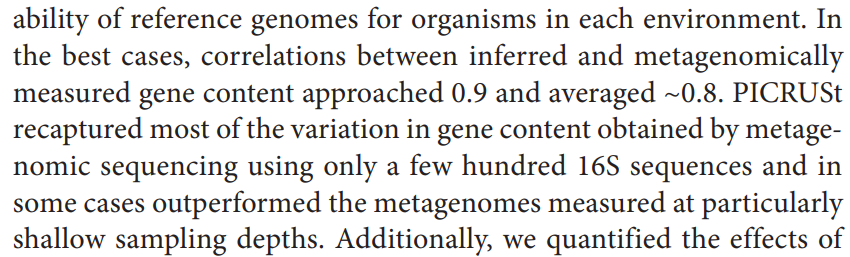 ability of reference genomes for organisms in each environment. In
the best cases, correlations between inferred and metagenomically
measured gene content approached 0.9 and averaged ~0.8. PICRUSt
recaptured most of the variation in gene content obtained by metage-
nomic sequencing using only a few hundred 16S sequences and in
some cases outperformed the metagenomes measured at particularly
shallow sampling depths. Additionally, we quantified the effects of